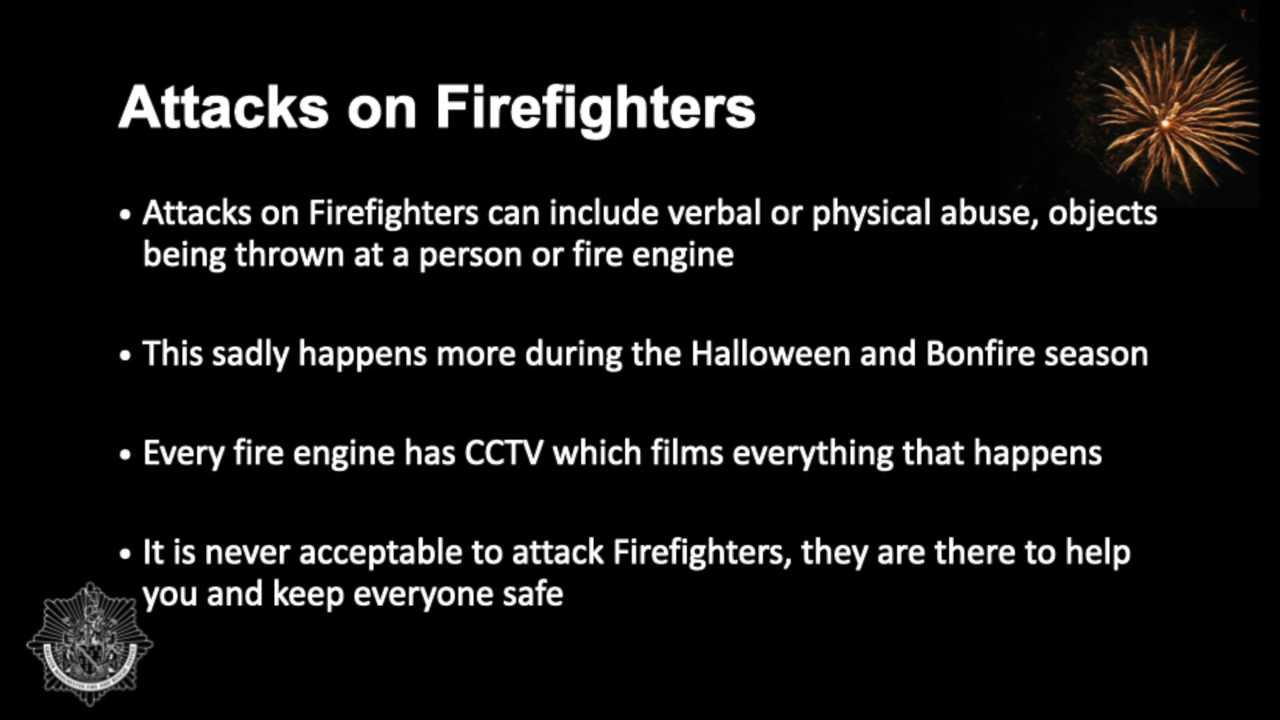 Attacks on Firefighters
• Attacks on Firefighters can include verbal or physical abuse, objects
being thrown at a person or fire engine
• This sadly happens more during the Halloween and Bonfire season
• Every fire engine has CCTV which films everything that happens
• It is never acceptable to attack Firefighters, they are there to help
you and keep everyone safe